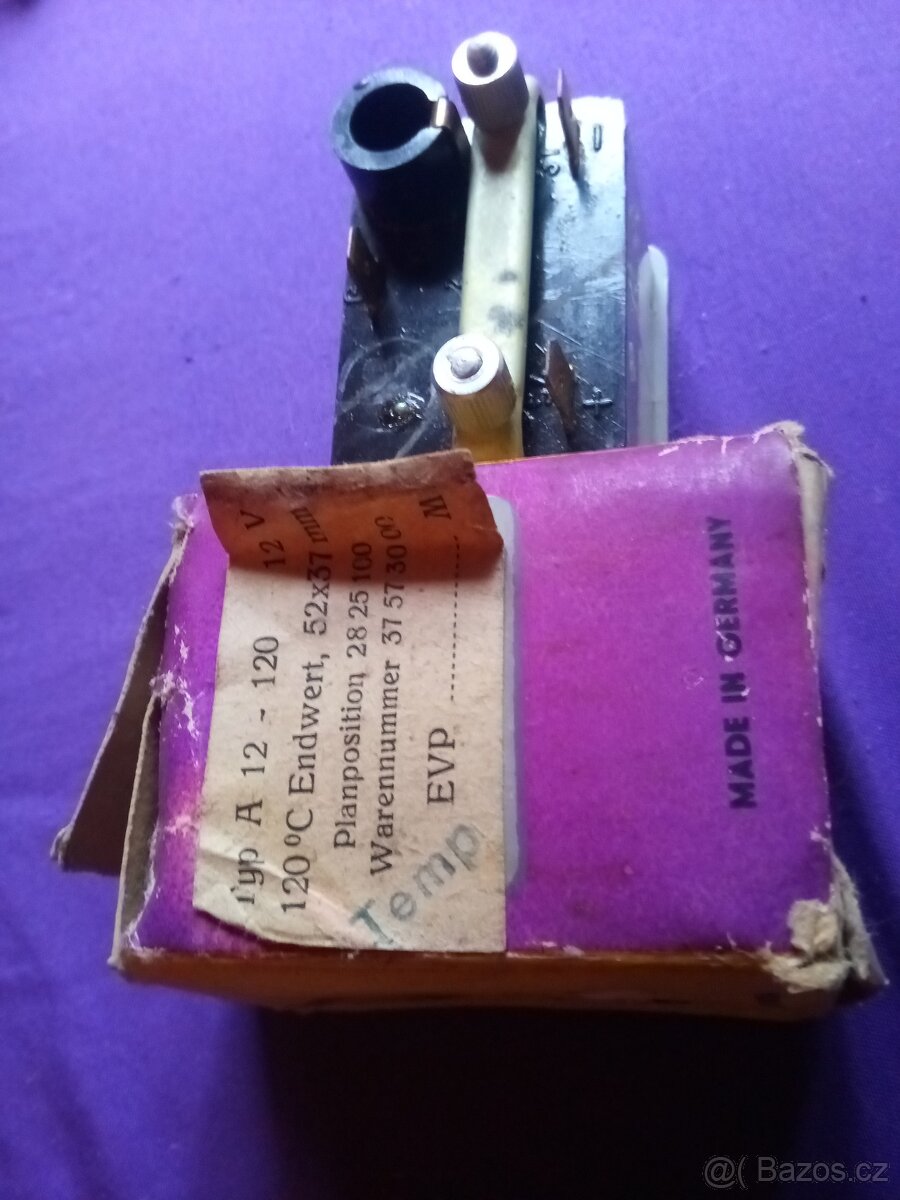 Typ A 12 - 120 12 V
120 °C Endwert, 52x37 mm
Planposition 28 25 100
Warennummer 37 57 30 00
EVP .................... M
Temp
MADE IN GERMANY
@( Bazos.cz